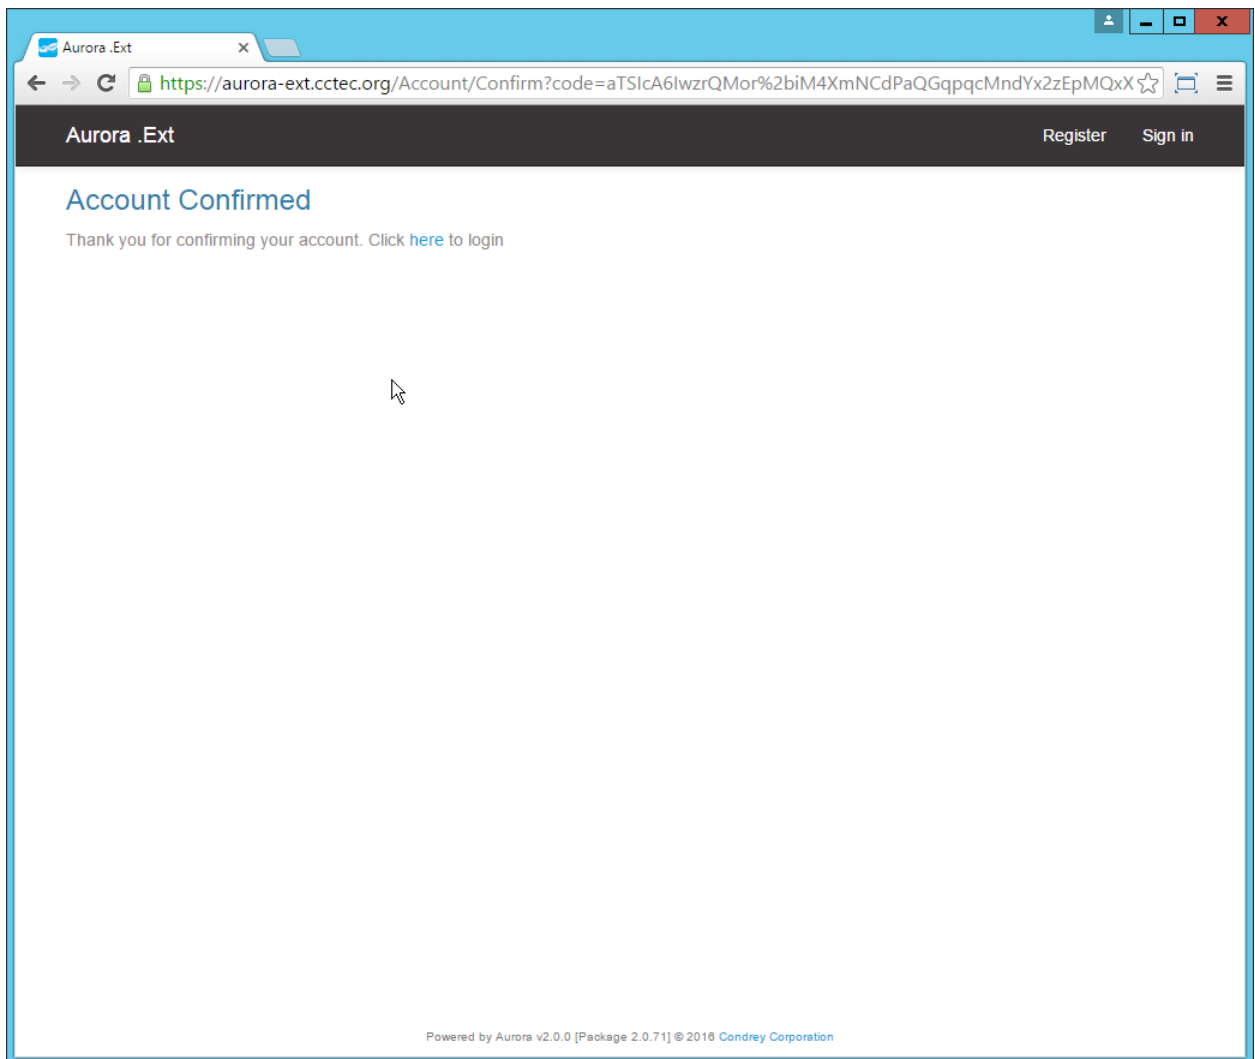 Aurora .Ext
https://aurora-ext.cctec.org/Account/Confirm?code=aTSIcA6IwzrQMor%2biM4XmNCdPaQGqpqcMndYx2zEpMQxX
Aurora .Ext Register Sign in
Account Confirmed
Thank you for confirming your account. Click here to login
Powered by Aurora v2.0.0 [Package 2.0.71] © 2016 Condrey Corporation